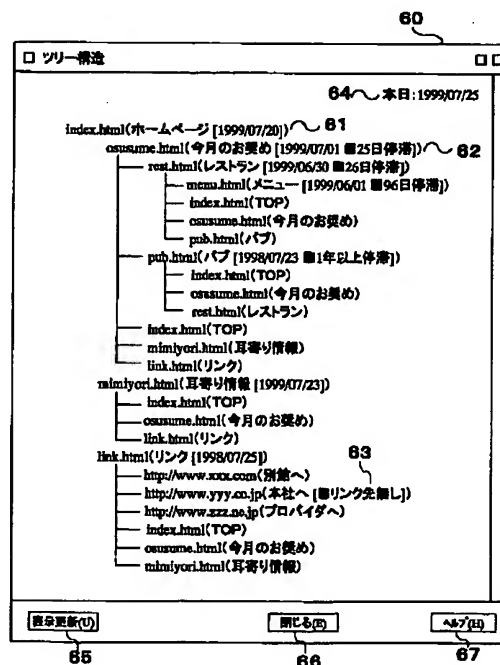 60
ツリー構造
64 本日:1999/07/25
index.html(ホームページ [1999/07/20]) 61
osusume.html(今月のお奨め [1999/07/01 ■25日停滞]) 62
rest.html(レストラン [1999/06/30 ■26日停滞])
menu.html(メニュー [1999/06/01 ■96日停滞])
index.html(TOP)
osusume.html(今月のお奨め)
pub.html(パブ)
pub.html(パブ [1998/07/23 ■1年以上停滞])
index.html(TOP)
osusume.html(今月のお奨め)
rest.html(レストラン)
index.html(TOP)
mimiyori.html(耳寄り情報)
link.html(リンク)
mimiyori.html(耳寄り情報 [1999/07/23])
index.html(TOP)
osusume.html(今月のお奨め)
link.html(リンク)
link.html(リンク [1998/07/25])
63
http://www.xxx.com(別館へ)
http://www.yyy.co.jp(本社へ [■リンク先無し])
http://www.zzz.ne.jp(プロバイダへ)
index.html(TOP)
osusume.html(今月のお奨め)
mimiyori.html(耳寄り情報)
表示更新(U) 閉じる(E) ヘルプ(H)
65 66 67